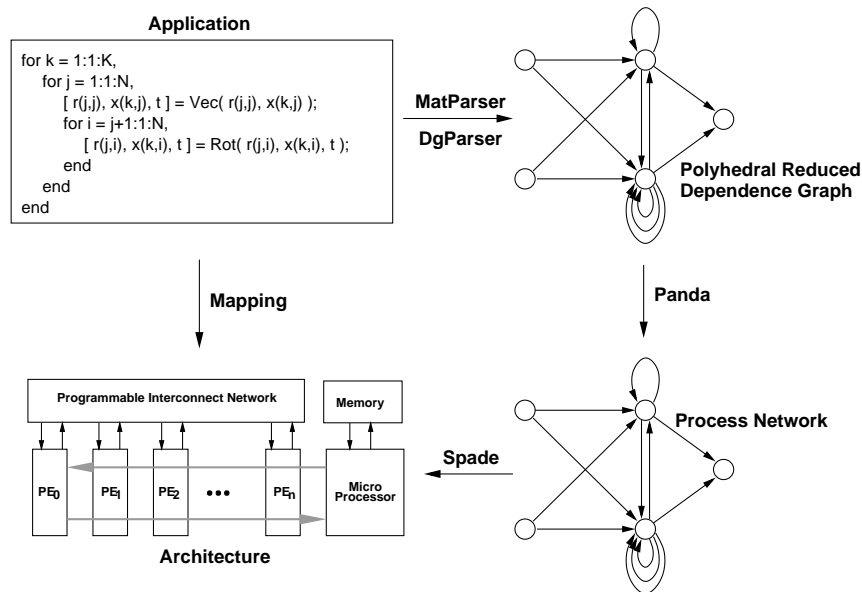 Application
for k = 1:1:K,
for j = 1:1:N,
[ r(j,j), x(k,j), t ] = Vec( r(j,j), x(k,j) );
for i = j+1:1:N,
[ r(j,i), x(k,i), t ] = Rot( r(j,i), x(k,i), t );
end
end
end
MatParser
DgParser
Polyhedral Reduced
Dependence Graph
Mapping
Panda
Programmable Interconnect Network
Memory
PE0
PE1
PE2
•••
PEn
Micro
Processor
Architecture
Spade
Process Network